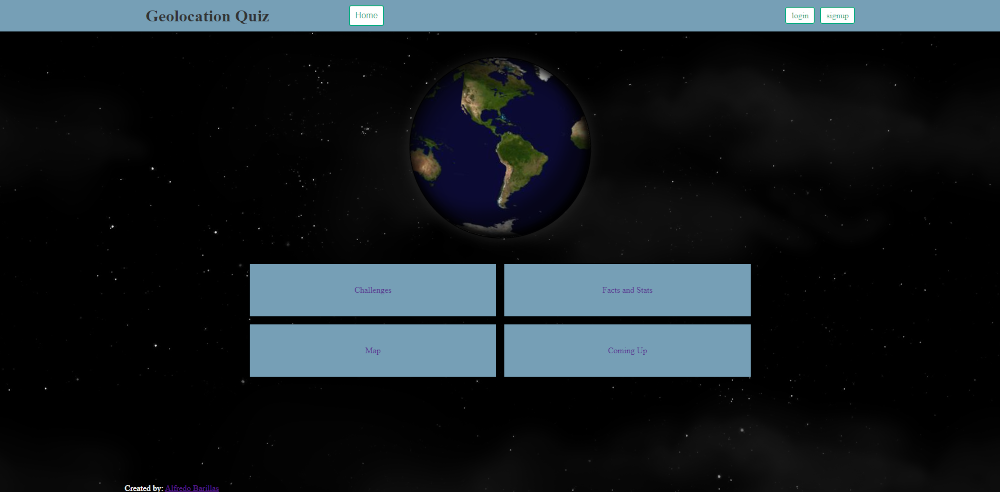 Geolocation Quiz
Home
login
signup
Challenges
Facts and Stats
Map
Coming Up
Created by: Alfredo Barillas